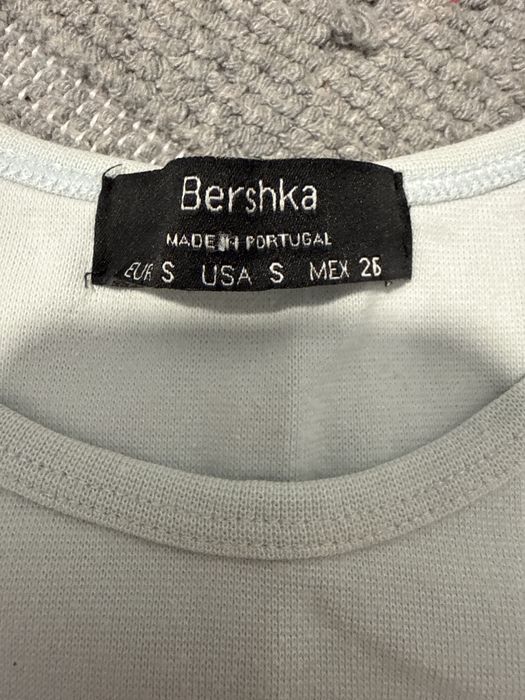 Bershka
MADE IN PORTUGAL
EUR S USA S MEX 26